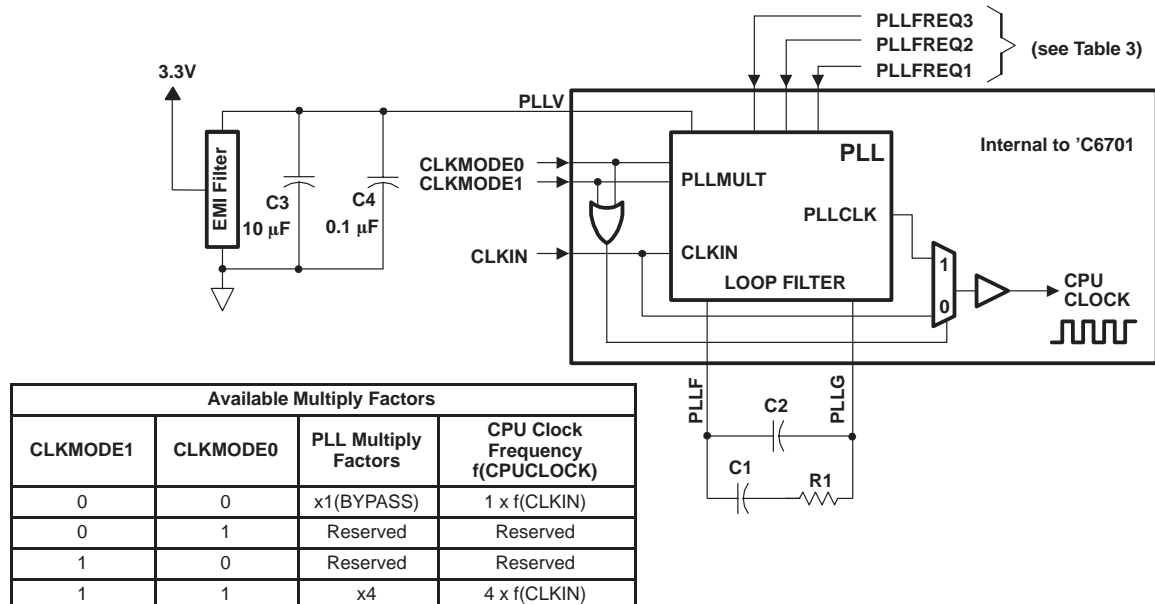 PLLFREQ3
PLLFREQ2
PLLFREQ1
(see Table 3)
3.3V
PLLV
Internal to ’C6701
PLL
EMI Filter
C3
10 μF
C4
0.1 μF
CLKMODE0
CLKMODE1
PLLMULT
PLLCLK
CLKIN
CLKIN
LOOP FILTER
1
0
CPU
CLOCK
PLLF
PLLG
C2
C1
R1
Available Multiply Factors
CLKMODE1 CLKMODE0 PLL Multiply Factors CPU Clock Frequency f(CPUCLOCK)
0 0 x1(BYPASS) 1 x f(CLKIN)
0 1 Reserved Reserved
1 0 Reserved Reserved
1 1 x4 4 x f(CLKIN)